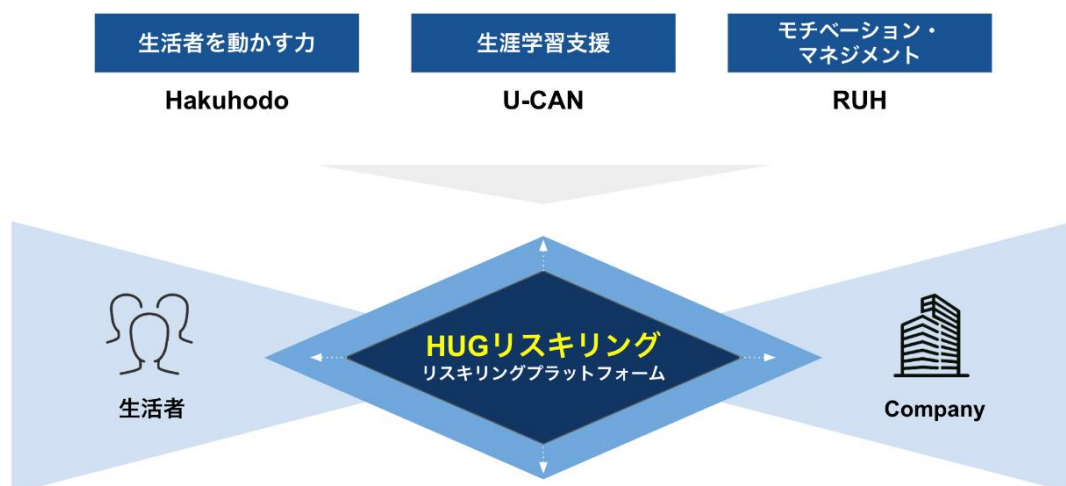 生活者を動かす力
生涯学習支援
モチベーション・
マネジメント
Hakuhodo
U-CAN
RUH
HUGリスキリング
リスキリングプラットフォーム
生活者
Company